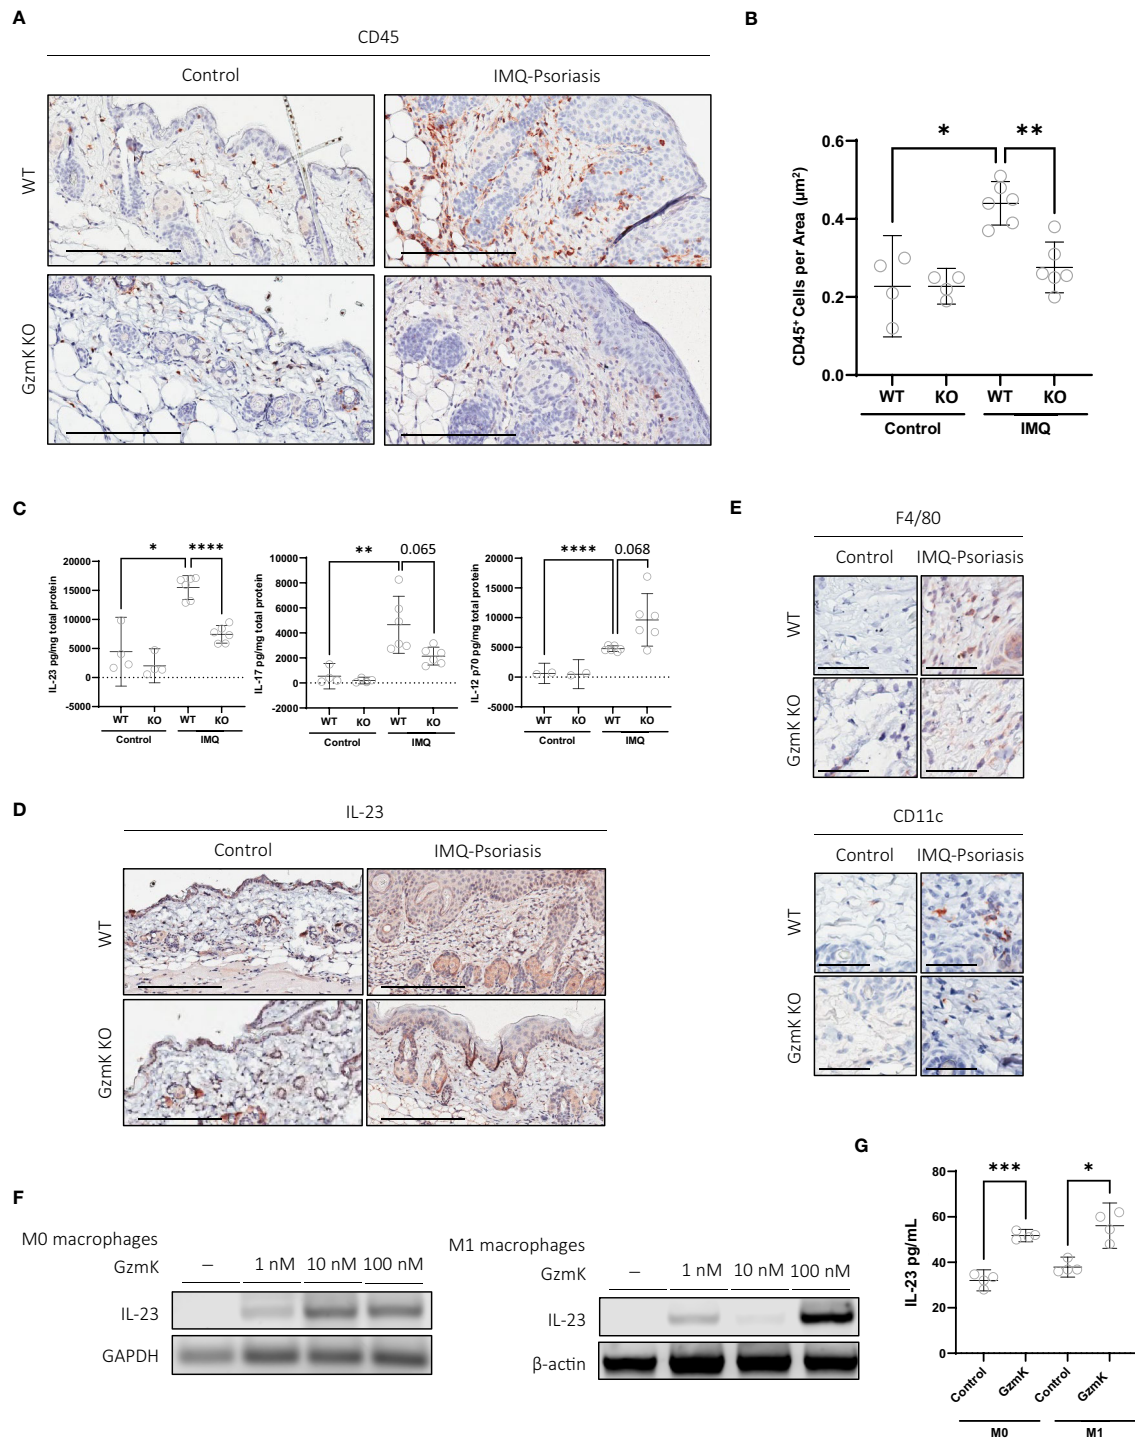 A
CD45
Control IMQ-Psoriasis
WT
GzmK KO
B
CD45+ Cells per Area (µm²)
0.6
0.4
0.2
0.0
* **
WT KO WT KO
Control IMQ
C
IL-23 pg/mg total protein
20000
15000
10000
5000
0
-5000
* ****
WT KO WT KO
Control IMQ
IL-17 pg/mg total protein
10000
8000
6000
4000
2000
0
-2000
** 0.065
WT KO WT KO
Control IMQ
IL-12 p70 pg/mg total protein
20000
15000
10000
5000
0
-5000
**** 0.068
WT KO WT KO
Control IMQ
D
IL-23
Control IMQ-Psoriasis
WT
GzmK KO
E
F4/80
Control IMQ-Psoriasis
WT
GzmK KO
CD11c
Control IMQ-Psoriasis
WT
GzmK KO
F
M0 macrophages
GzmK – 1 nM 10 nM 100 nM
IL-23
GAPDH
M1 macrophages
GzmK – 1 nM 10 nM 100 nM
IL-23
β-actin
G
IL-23 pg/mL
80
60
40
20
0
*** *
Control GzmK Control GzmK
M0 M1